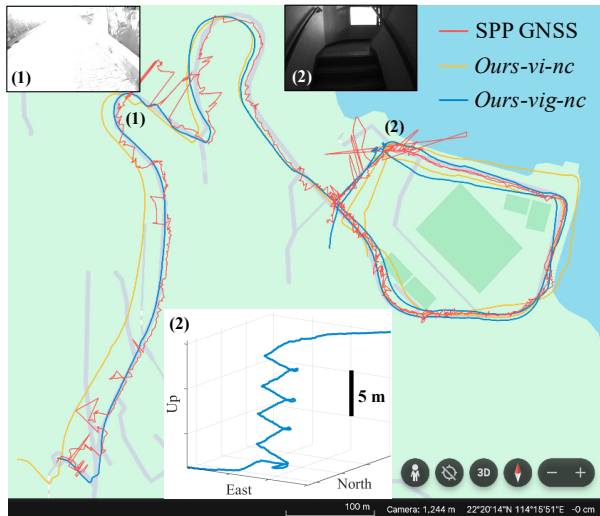 (1)
(2)
SPP GNSS
Ours-vi-nc
Ours-vig-nc
(1)
(2)
(2)
5 m
Up
East
North
3D
100 m
Camera: 1,244 m 22°20'14"N 114°15'51"E -0 cm